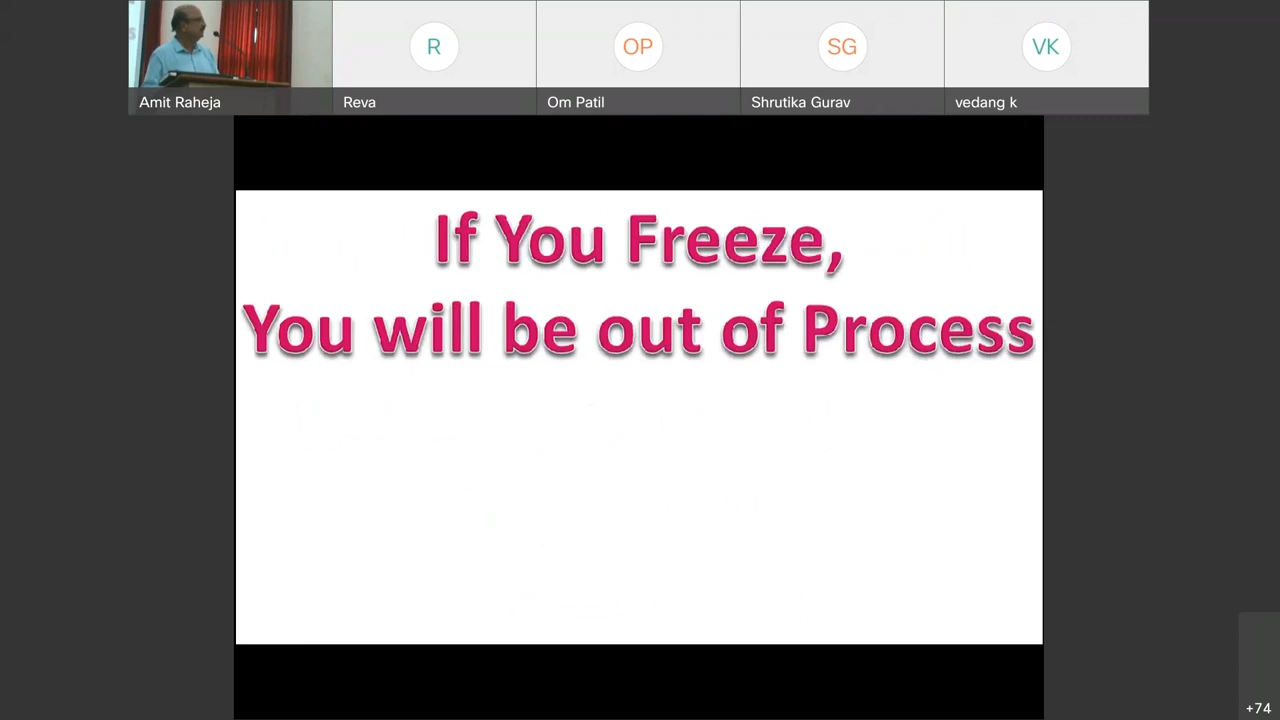 R
OP
SG
VK
Amit Raheja
Reva
Om Patil
Shrutika Gurav
vedang k
If You Freeze,
You will be out of Process
+74